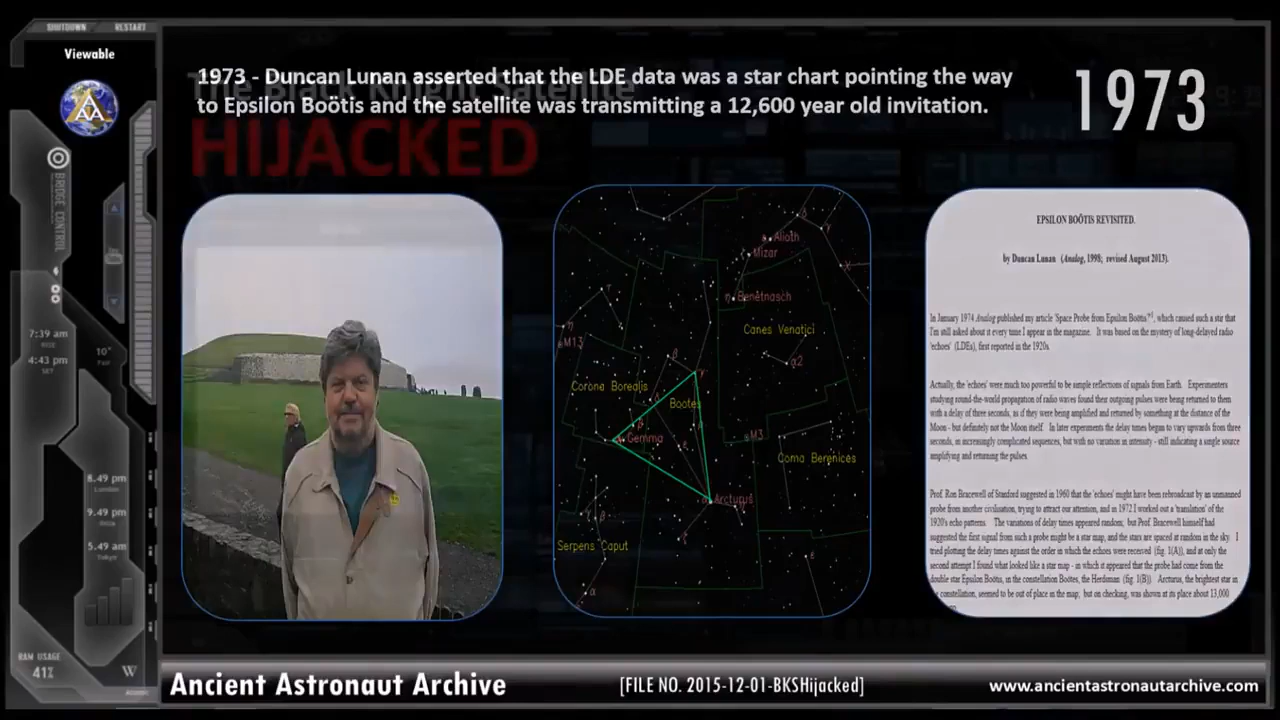 SHUTDOWN RESTART
Viewable
AA
BRIDGE CONTROL
7:39 am
RISE
4:43 pm
SET
10°
Fair
8.49 pm
London
9.49 pm
5.49 am
Tokyo
RAM USAGE
41%
W
The Black Knight Satellite
HIJACKED
1973 - Duncan Lunan asserted that the LDE data was a star chart pointing the way
to Epsilon Boötis and the satellite was transmitting a 12,600 year old invitation.
1973
Alioth
Mizar
η Benetnasch
Canes Venatici
α2
M13
β
γ
Corona Borealis
Bootes
Gemma
M3
Coma Berenices
Arcturus
Serpens Caput
α
EPSILON BOÖTIS REVISITED.
by Duncan Lunan (Analog, 1998; revised August 2013).
In January 1974 Analog published my article 'Space Probe from Epsilon Boötis?'¹, which caused such a stir that
I'm still asked about it every time I appear in the magazine. It was based on the mystery of long-delayed radio
'echoes' (LDEs), first reported in the 1920s.
Actually, the 'echoes' were much too powerful to be simple reflections of signals from Earth. Experimenters
studying round-the-world propagation of radio waves found their outgoing pulses were being returned to them
with a delay of three seconds, as if they were being amplified and returned by something at the distance of the
Moon - but definitely not the Moon itself. In later experiments the delay times began to vary upwards from three
seconds, in increasingly complicated sequences, but with no variation in intensity - still indicating a single source
amplifying and returning the pulses.
Prof. Ron Bracewell of Stanford suggested in 1960 that the 'echoes' might have been rebroadcast by an unmanned
probe from another civilisation, trying to attract our attention, and in 1972 I worked out a 'translation' of the
1920's echo patterns. The variations of delay times appeared random; but Prof. Bracewell himself had
suggested the first signal from such a probe might be a star map, and the stars are spaced at random in the sky. I
tried plotting the delay times against the order in which the echoes were received (fig. 1(A)), and at only the
second attempt I found what looked like a star map - in which it appeared that the probe had come from the
double star Epsilon Boötis, in the constellation Boötes, the Herdsman (fig. 1(B)). Arcturus, the brightest star in
constellation, seemed to be out of place in the map; but on checking, was shown at its place about 13,000
Ancient Astronaut Archive
[FILE NO. 2015-12-01-BKSHijacked]
www.ancientastronautarchive.com